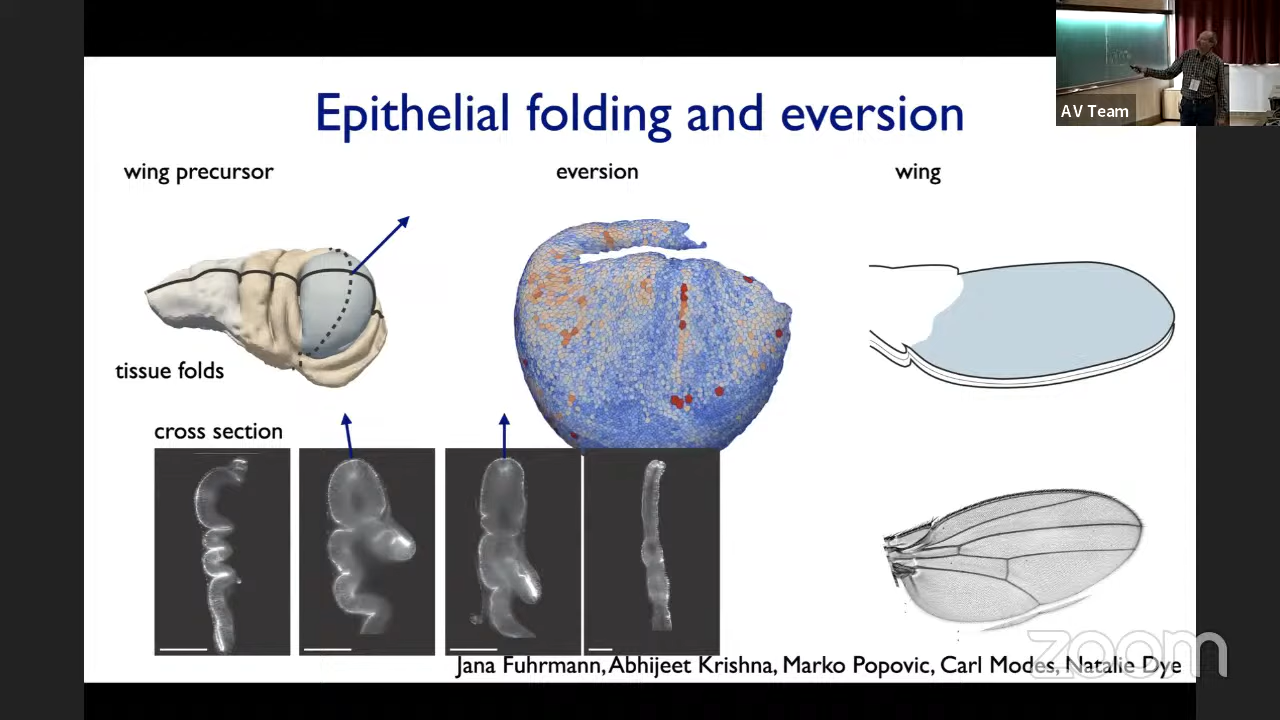 Epithelial folding and eversion
AV Team
wing precursor
eversion
wing
tissue folds
cross section
Jana Fuhrmann, Abhijeet Krishna, Marko Popovic, Carl Modes, Natalie Dye
zoom